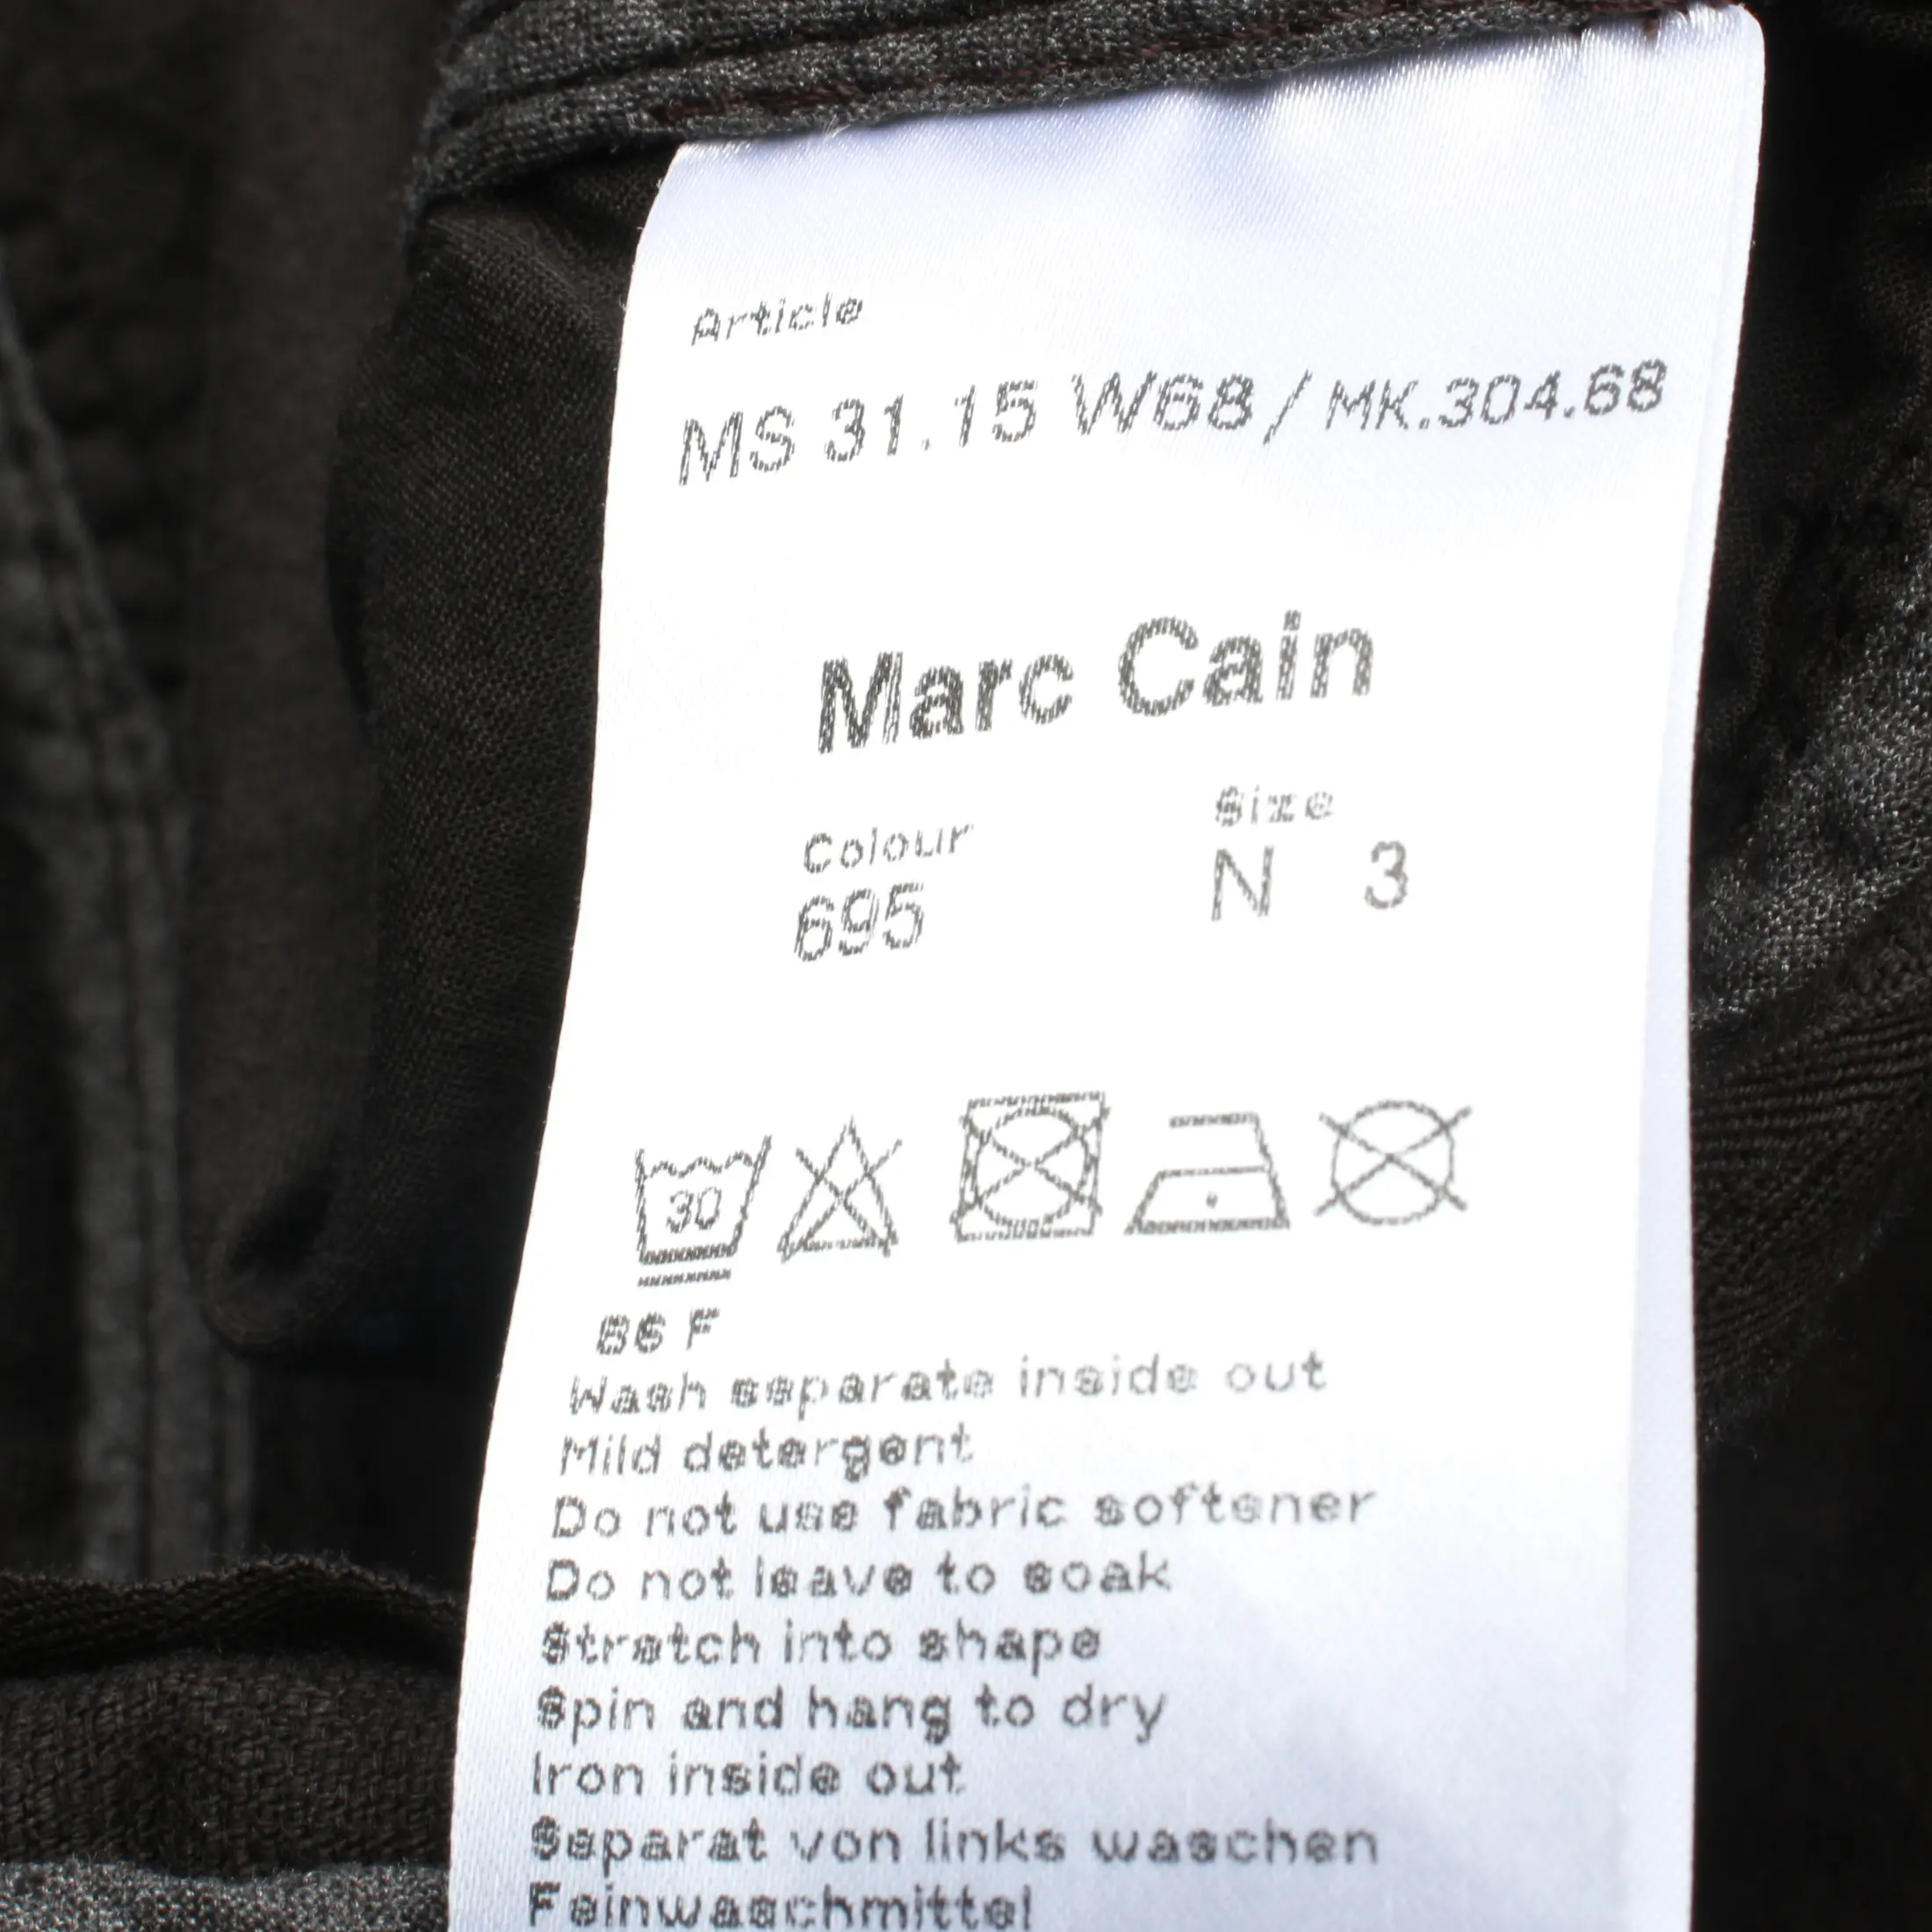 Article
MS 31.15 W68 / MK.304.68
Marc Cain
Colour
Size
695
N 3
30
86 F
Wash separate inside out
Mild detergent
Do not use fabric softener
Do not leave to soak
Stretch into shape
Spin and hang to dry
Iron inside out
Separat von links waschen
Feinwaschmittel